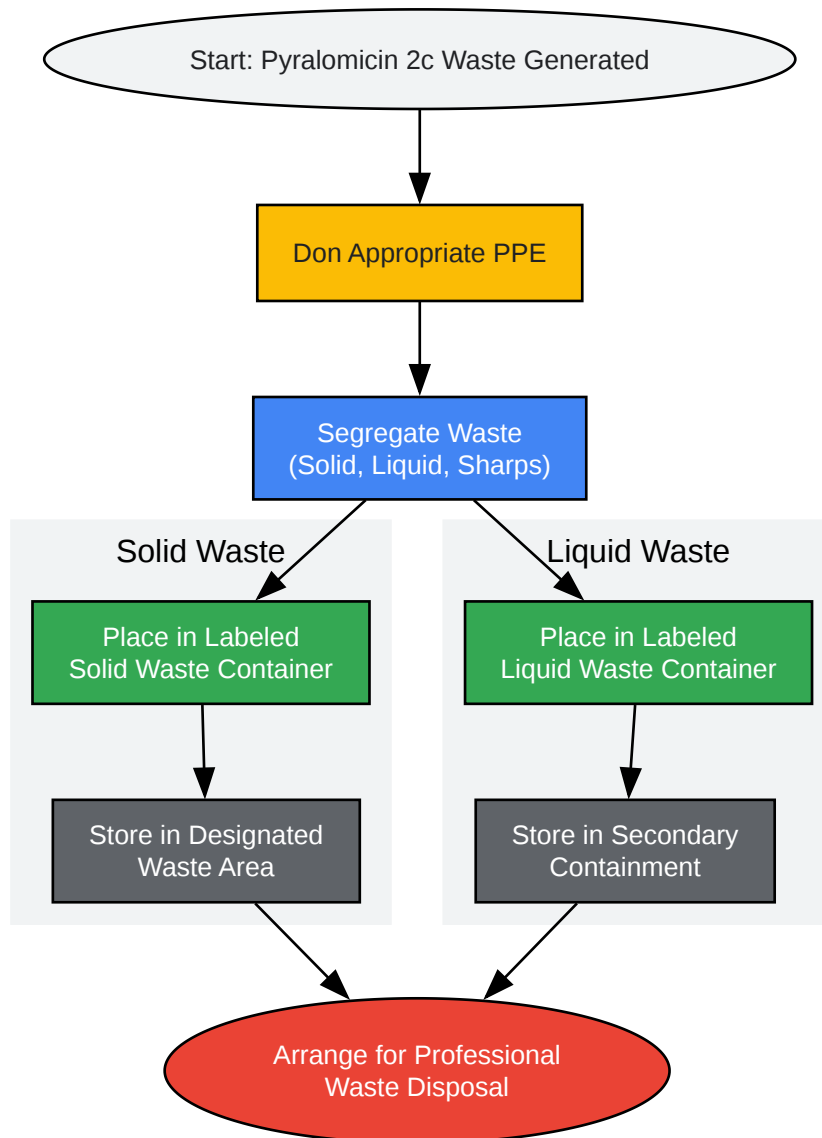 Start: Pyralomicin 2c Waste Generated
Don Appropriate PPE
Segregate Waste
(Solid, Liquid, Sharps)
Solid Waste
Place in Labeled
Solid Waste Container
Store in Designated
Waste Area
Liquid Waste
Place in Labeled
Liquid Waste Container
Store in Secondary
Containment
Arrange for Professional
Waste Disposal